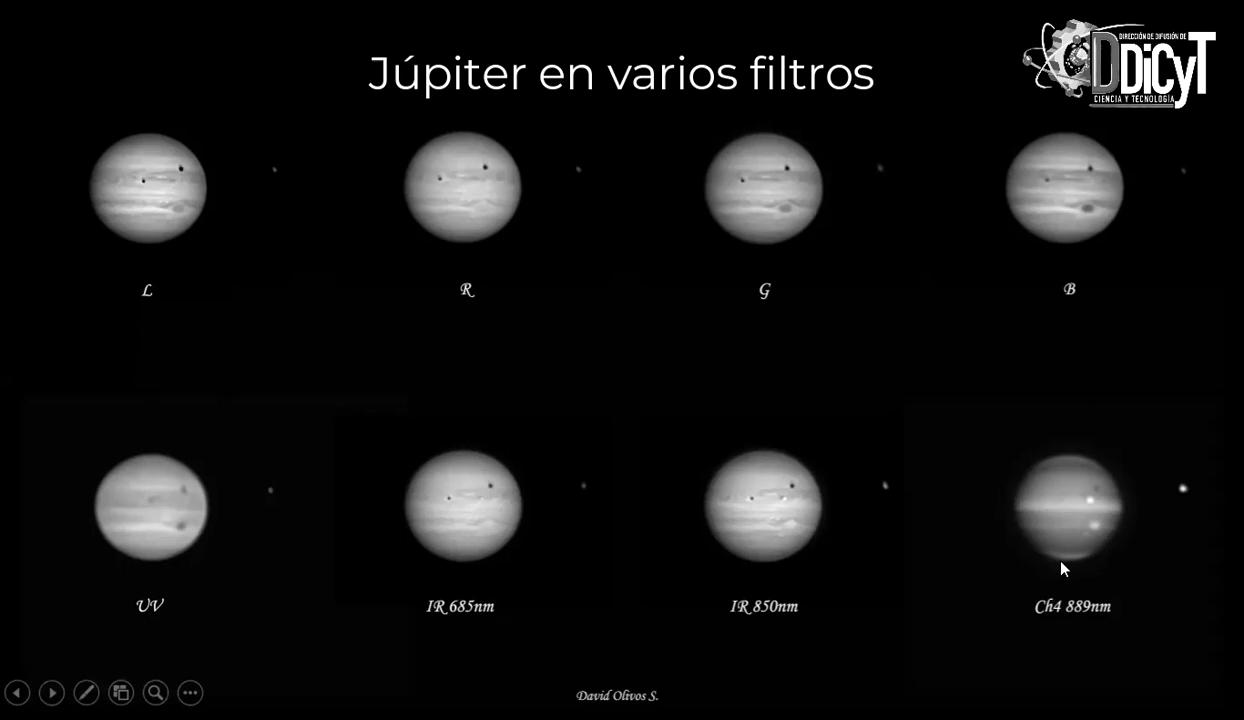 Júpiter en varios filtros
DIRECCIÓN DE DIFUSIÓN DE
DDiCyT
CIENCIA Y TECNOLOGÍA
L
R
G
B
UV
IR 685nm
IR 850nm
Ch4 889nm
David Olivos S.